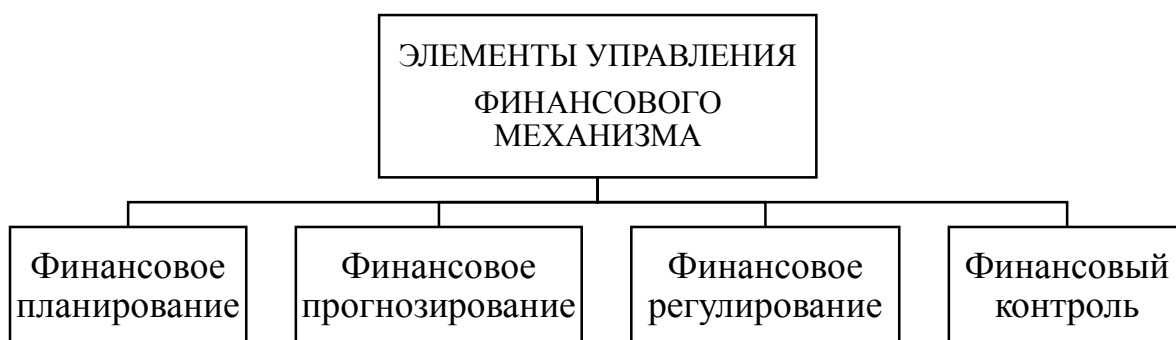 ЭЛЕМЕНТЫ УПРАВЛЕНИЯ
ФИНАНСОВОГО
МЕХАНИЗМА
Финансовое
планирование
Финансовое
прогнозирование
Финансовое
регулирование
Финансовый
контроль